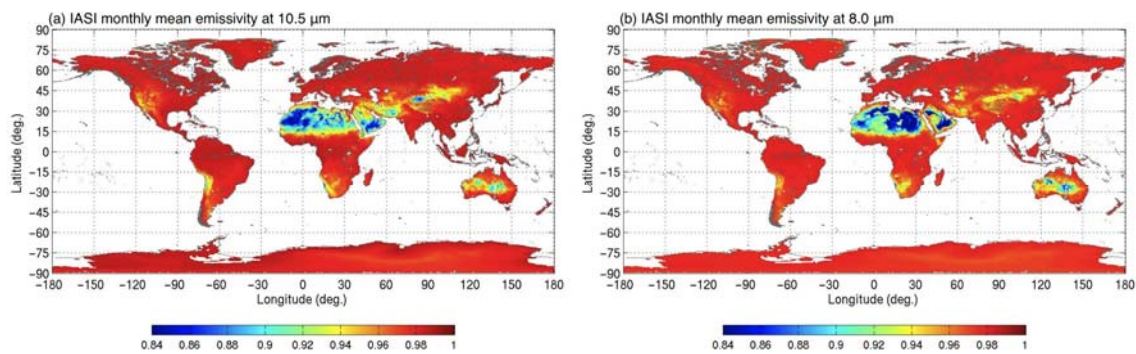 (a) IASI monthly mean emissivity at 10.5 µm
90
75
60
45
30
15
0
−15
−30
−45
−60
−75
−90
Latitude (deg.)
−180 −150 −120 −90 −60 −30 0 30 60 90 120 150 180
Longitude (deg.)
0.84 0.86 0.88 0.9 0.92 0.94 0.96 0.98 1
(b) IASI monthly mean emissivity at 8.0 µm
90
75
60
45
30
15
0
−15
−30
−45
−60
−75
−90
Latitude (deg.)
−180 −150 −120 −90 −60 −30 0 30 60 90 120 150 180
Longitude (deg.)
0.84 0.86 0.88 0.9 0.92 0.94 0.96 0.98 1